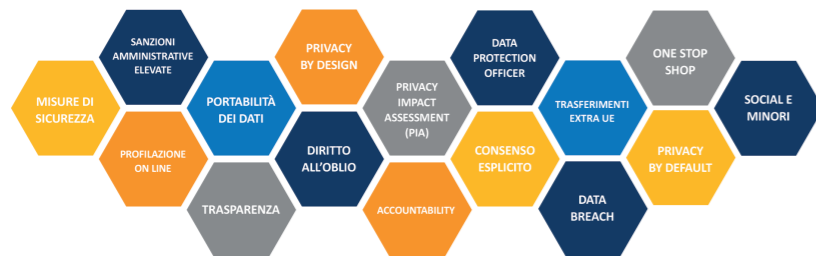 MISURE DI
SICUREZZA
SANZIONI
AMMINISTRATIVE
ELEVATE
PROFILAZIONE
ON LINE
PORTABILITÀ
DEI DATI
TRASPARENZA
PRIVACY
BY DESIGN
DIRITTO
ALL'OBLIO
PRIVACY
IMPACT
ASSESSMENT
(PIA)
ACCOUNTABILITY
DATA
PROTECTION
OFFICER
CONSENSO
ESPLICITO
TRASFERIMENTI
EXTRA UE
DATA
BREACH
ONE STOP
SHOP
PRIVACY
BY DEFAULT
SOCIAL E
MINORI